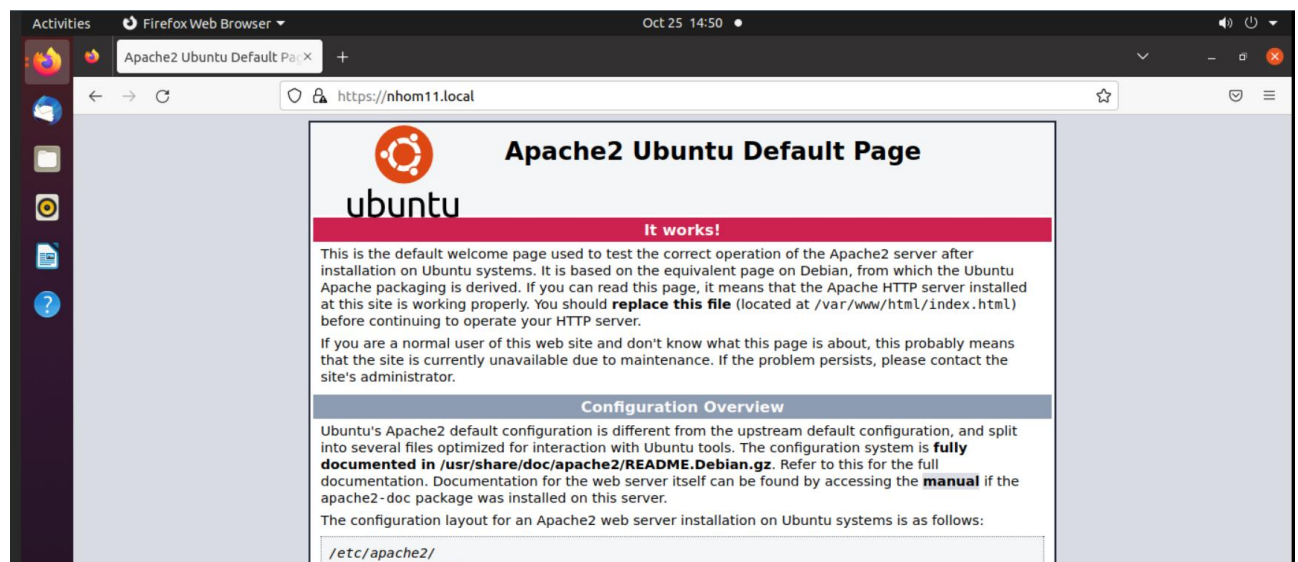 Activities Firefox Web Browser Oct 25 14:50
Apache2 Ubuntu Default Pag
https://nhom11.local
ubuntu
Apache2 Ubuntu Default Page
It works!
This is the default welcome page used to test the correct operation of the Apache2 server after
installation on Ubuntu systems. It is based on the equivalent page on Debian, from which the Ubuntu
Apache packaging is derived. If you can read this page, it means that the Apache HTTP server installed
at this site is working properly. You should replace this file (located at /var/www/html/index.html)
before continuing to operate your HTTP server.
If you are a normal user of this web site and don't know what this page is about, this probably means
that the site is currently unavailable due to maintenance. If the problem persists, please contact the
site's administrator.
Configuration Overview
Ubuntu's Apache2 default configuration is different from the upstream default configuration, and split
into several files optimized for interaction with Ubuntu tools. The configuration system is fully
documented in /usr/share/doc/apache2/README.Debian.gz. Refer to this for the full
documentation. Documentation for the web server itself can be found by accessing the manual if the
apache2-doc package was installed on this server.
The configuration layout for an Apache2 web server installation on Ubuntu systems is as follows:
/etc/apache2/